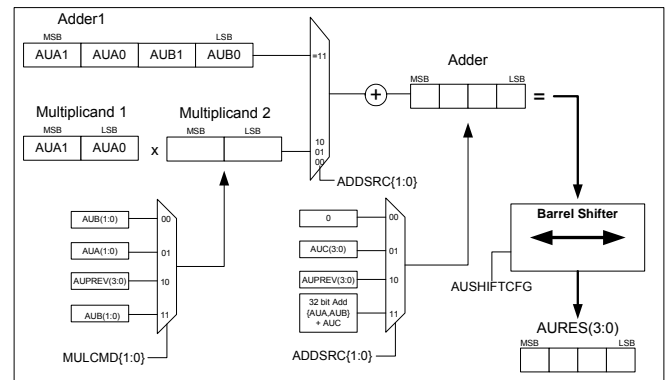 Adder1
MSB LSB
AUA1 AUA0 AUB1 AUB0
=11
Adder
MSB LSB
+
=
Multiplicand 1 Multiplicand 2
MSB LSB MSB LSB
AUA1 AUA0 x
10
01
00
ADDSRC{1:0}
AUB(1:0) 00
AUA(1:0) 01
AUPREV(3:0) 10
AUB(1:0) 11
MULCMD{1:0}
0 00
AUC(3:0) 01
AUPREV(3:0) 10
32 bit Add
{AUA,AUB}
+ AUC
11
ADDSRC{1:0}
Barrel Shifter
AUSHIFTCFG
AURES(3:0)
MSB LSB